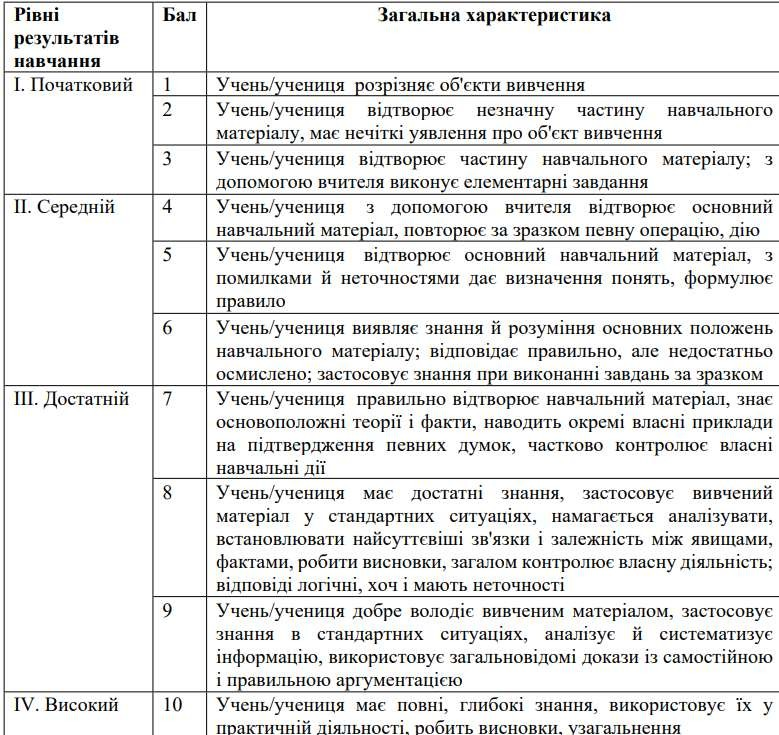 Рівні результатів навчання
Бал
Загальна характеристика
І. Початковий
1
Учень/учениця розрізняє об'єкти вивчення
2
Учень/учениця відтворює незначну частину навчального
матеріалу, має нечіткі уявлення про об'єкт вивчення
3
Учень/учениця відтворює частину навчального матеріалу; з
допомогою вчителя виконує елементарні завдання
ІІ. Середній
4
Учень/учениця з допомогою вчителя відтворює основний
навчальний матеріал, повторює за зразком певну операцію, дію
5
Учень/учениця відтворює основний навчальний матеріал, з
помилками й неточностями дає визначення понять, формулює
правило
6
Учень/учениця виявляє знання й розуміння основних положень
навчального матеріалу; відповідає правильно, але недостатньо
осмислено; застосовує знання при виконанні завдань за зразком
ІІІ. Достатній
7
Учень/учениця правильно відтворює навчальний матеріал, знає
основоположні теорії і факти, наводить окремі власні приклади
на підтвердження певних думок, частково контролює власні
навчальні дії
8
Учень/учениця має достатні знання, застосовує вивчений
матеріал у стандартних ситуаціях, намагається аналізувати,
встановлювати найсуттєвіші зв'язки і залежність між явищами,
фактами, робити висновки, загалом контролює власну діяльність;
відповіді логічні, хоч і мають неточності
9
Учень/учениця добре володіє вивченим матеріалом, застосовує
знання в стандартних ситуаціях, аналізує й систематизує
інформацію, використовує загальновідомі докази із самостійною
і правильною аргументацією
IV. Високий
10
Учень/учениця має повні, глибокі знання, використовує їх у
практичній діяльності, робить висновки, узагальнення